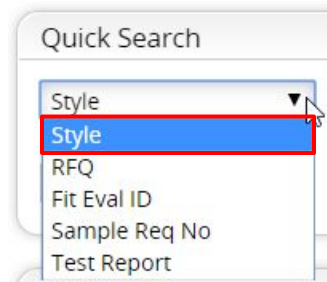 Quick Search
Style
Style
RFQ
Fit Eval ID
Sample Req No
Test Report